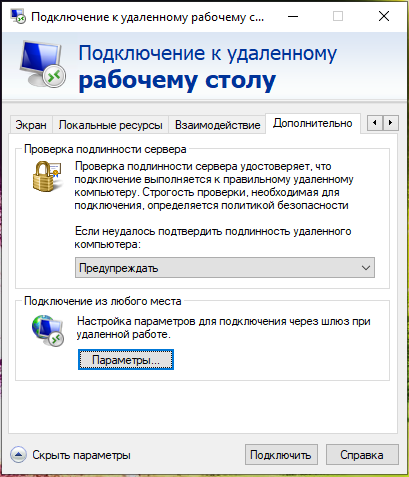 Подключение к удаленному рабочему с...
Подключение к удаленному
рабочему столу
Экран Локальные ресурсы Взаимодействие Дополнительно
Проверка подлинности сервера
Проверка подлинности сервера удостоверяет, что
подключение выполняется к правильному удаленному
компьютеру. Строгость проверки, необходимая для
подключения, определяется политикой безопасности
Если неудалось подтвердить подлинность удаленного
компьютера:
Предупреждать
Подключение из любого места
Настройка параметров для подключения через шлюз при
удаленной работе.
Параметры...
Скрыть параметры Подключить Справка